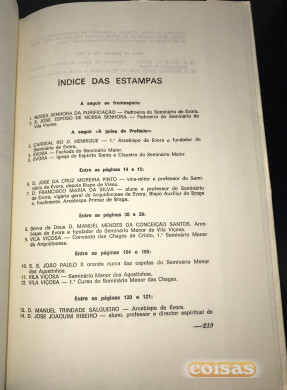 ÍNDICE DAS ESTAMPAS
A seguir ao frontespício:
1. NOSSA SENHORA DA PURIFICAÇÃO — Padroeira do Seminário de Évora.
2. S. JOSÉ, ESPOSO DE NOSSA SENHORA — Padroeiro do Seminário de
Vila Viçosa.
A seguir «À guisa de Prefácio»:
3. CARDEAL REI D. HENRIQUE — 1.º Arcebispo de Évora e fundador do
Seminário de Évora.
4. ÉVORA — Fachada do Seminário Maior.
5. ÉVORA — Igreja do Espírito Santo e Claustro do Seminário Maior.
Entre as páginas 14 e 15:
6. D. JOSÉ DA CRUZ MOREIRA PINTO — vice-reitor e professor do Semi-
nário de Évora, depois Bispo de Viseu.
7. D. FRANCISCO MARIA DA SILVA — aluno e professor do Seminário
de Évora; vigário geral da Arquidiocese; Bispo Auxiliar de Braga
e, finalmente, Arcebispo Primaz de Braga.
Entre as páginas 38 e
8. Servo de Deus D. MANUEL MENDES DA CONCEIÇÃO SANTOS, Arce-
bispo de Évora e fundador do Seminário Menor de Vila Viçosa.
9. VILA VIÇOSA — Convento das Chagas de Cristo, 1.º Seminário Menor
da Arquidiocese.
Entre as páginas 104 e 105:
10. S. S. JOÃO PAULO II orando numa das capelas do Seminário Menor
dos Agostinhos.
11. VILA VIÇOSA — Seminário Menor dos Agostinhos.
12. VILA VIÇOSA — 1.º Curso do Seminário Menor das Chagas.
Entre as páginas 120 e 121:
13. D. MANUEL TRINDADE SALGUEIRO — Arcebispo de Évora.
14. D. JOSÉ JOAQUIM RIBEIRO — aluno, professor e director espiritual do
—219
coisas